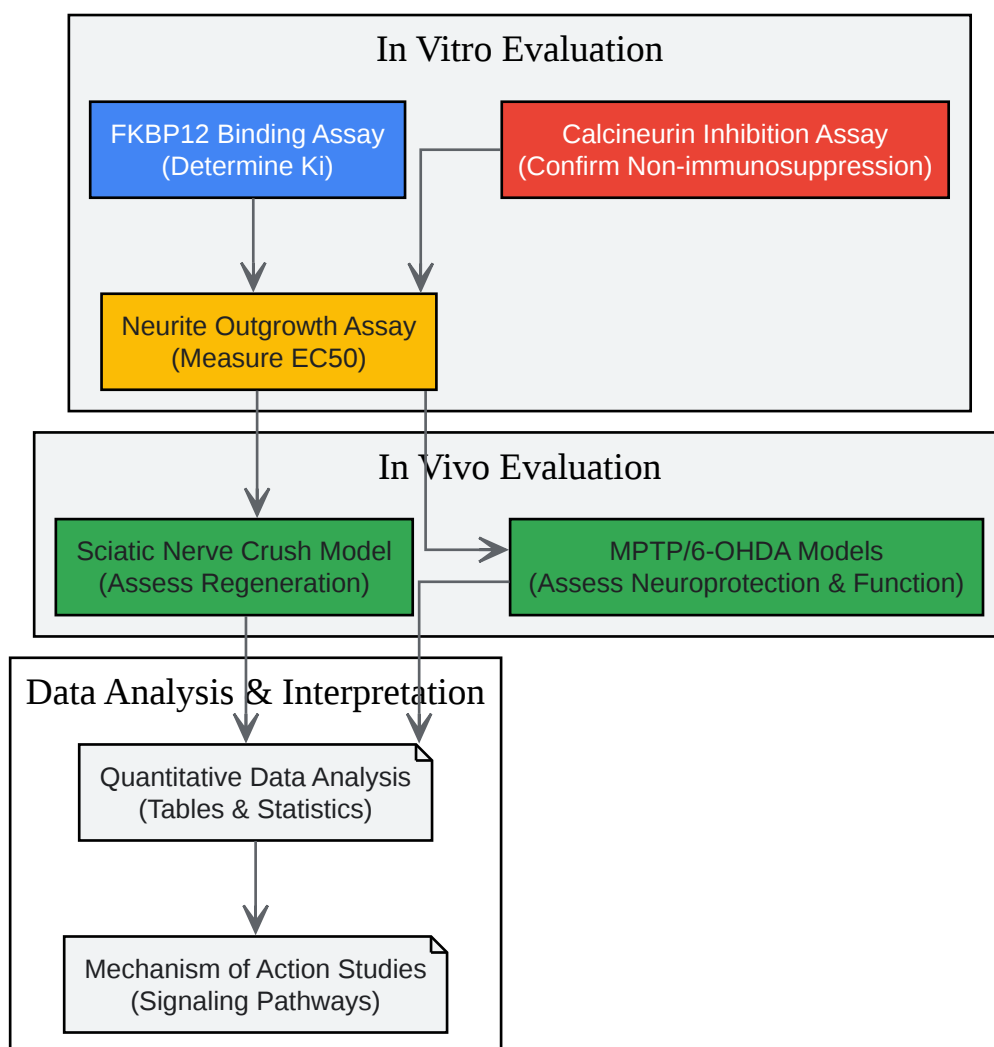 In Vitro Evaluation
FKBP12 Binding Assay
(Determine Ki)
Calcineurin Inhibition Assay
(Confirm Non-immunosuppression)
Neurite Outgrowth Assay
(Measure EC50)
In Vivo Evaluation
Sciatic Nerve Crush Model
(Assess Regeneration)
MPTP/6-OHDA Models
(Assess Neuroprotection & Function)
Data Analysis & Interpretation
Quantitative Data Analysis
(Tables & Statistics)
Mechanism of Action Studies
(Signaling Pathways)